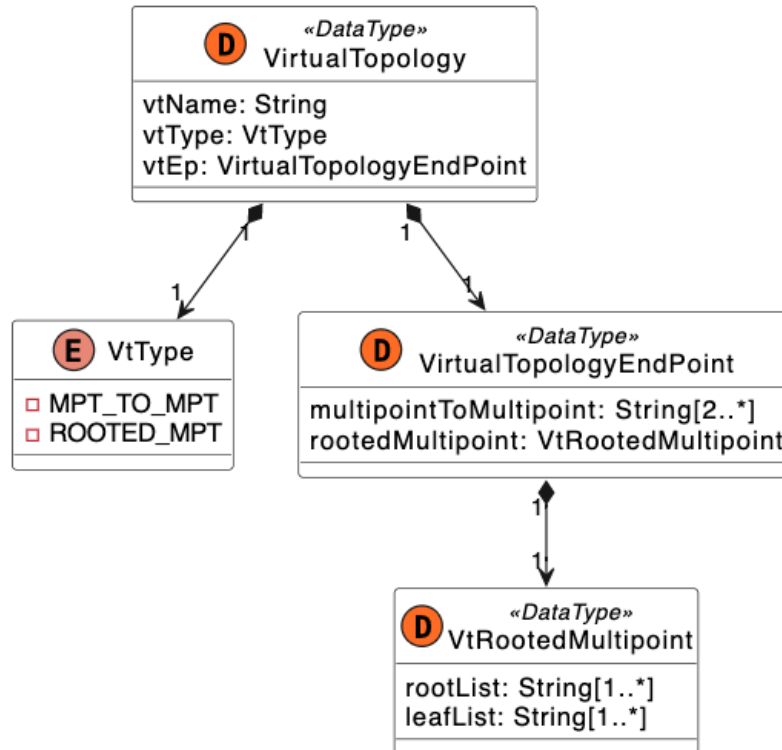 «DataType»
D
VirtualTopology
vtName: String
vtType: VtType
vtEp: VirtualTopologyEndPoint
1
1
1
1
E VtType
MPT_TO_MPT
ROOTED_MPT
«DataType»
D
VirtualTopologyEndPoint
multipointToMultipoint: String[2..*]
rootedMultipoint: VtRootedMultipoint
1
1
«DataType»
D
VtRootedMultipoint
rootList: String[1..*]
leafList: String[1..*]